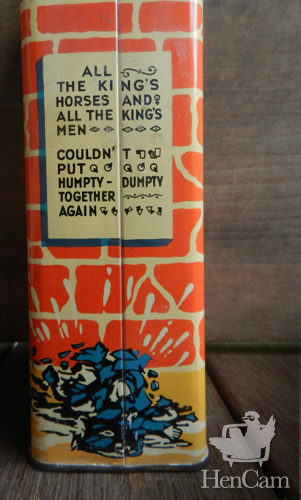 ALL
THE KING'S
HORSES AND
ALL THE KING'S
MEN
COULDN'T
PUT
HUMPTY-DUMPTY
TOGETHER
AGAIN
HenCam